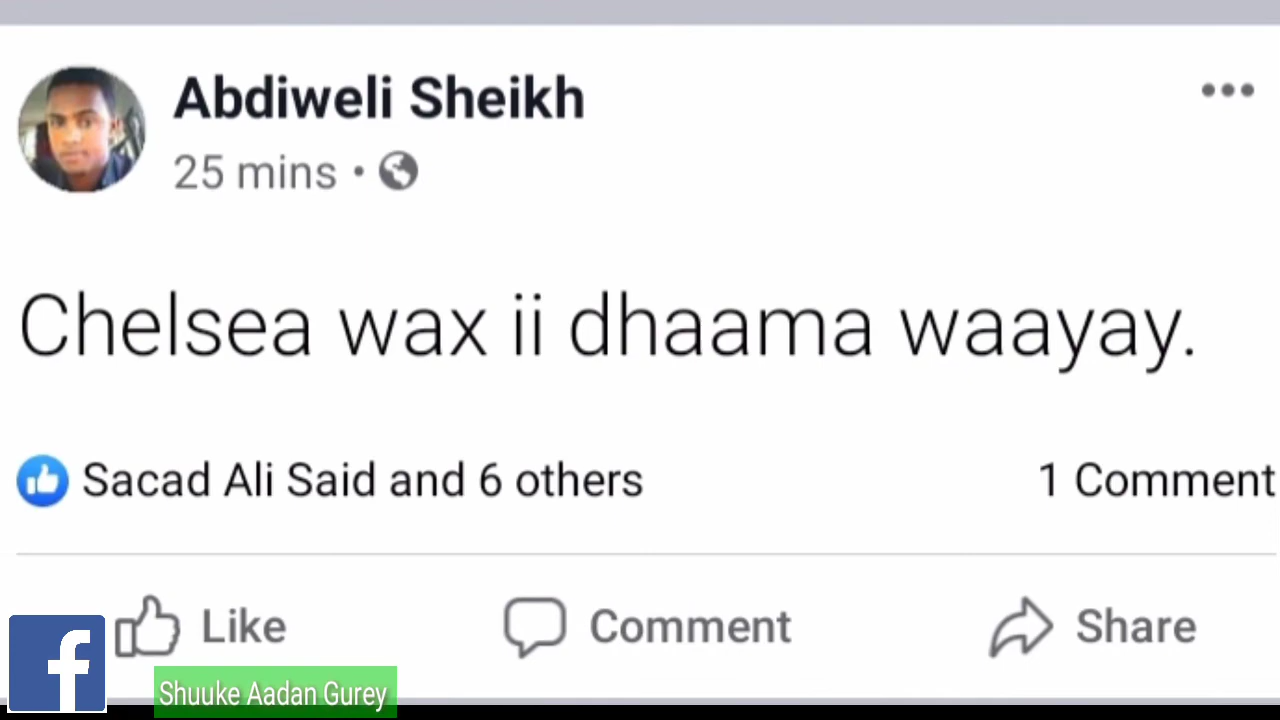 Abdiweli Sheikh
25 mins •
Chelsea wax ii dhaama waayay.
Sacad Ali Said and 6 others
1 Comment
Like
Comment
Share
f
Shuuke Aadan Gurey